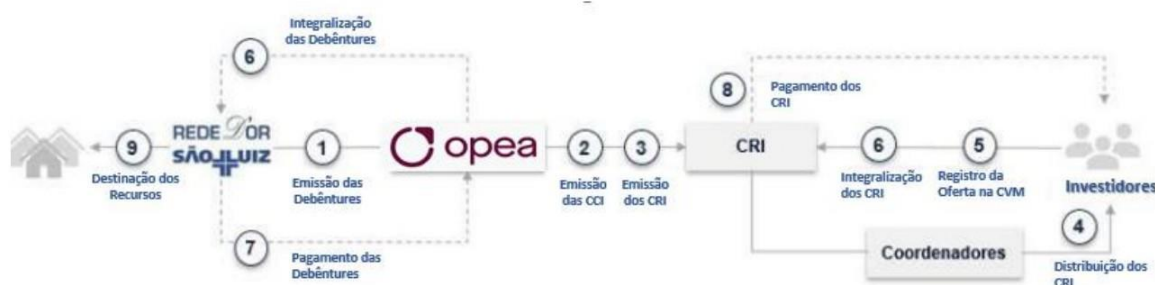 Integralização
das Debêntures
6
REDE D'OR
SÃO LUIZ
9
Destinação dos
Recursos
1
Emissão das
Debêntures
opea
2
Emissão
das CCI
3
Emissão
dos CRI
7
Pagamento das
Debêntures
8
Pagamento dos
CRI
CRI
6
Integralização
dos CRI
5
Registro da
Oferta na CVM
Investidores
Coordenadores
4
Distribuição dos
CRI